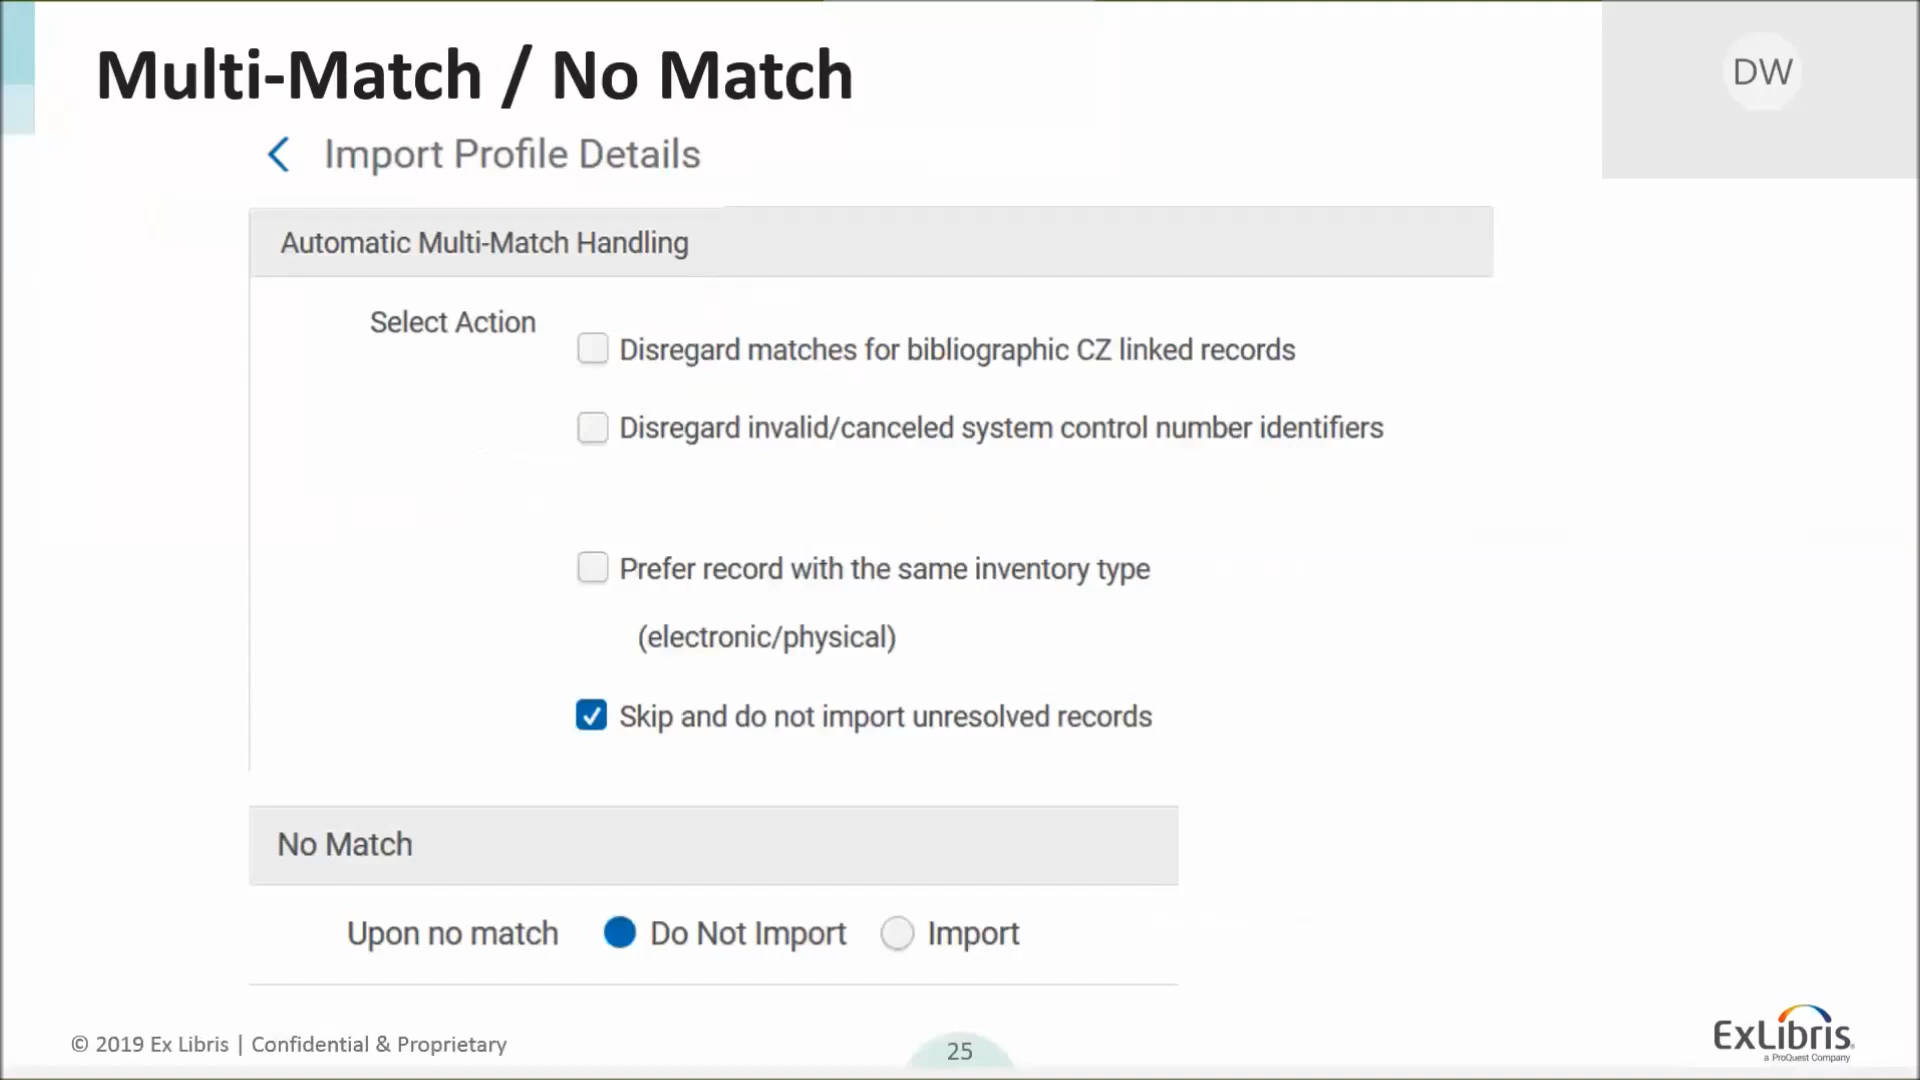 Multi-Match / No Match
DW
Import Profile Details
Automatic Multi-Match Handling
Select Action
Disregard matches for bibliographic CZ linked records
Disregard invalid/canceled system control number identifiers
Prefer record with the same inventory type
(electronic/physical)
Skip and do not import unresolved records
No Match
Upon no match Do Not Import Import
© 2019 Ex Libris | Confidential & Proprietary
25
ExLibris
a ProQuest Company